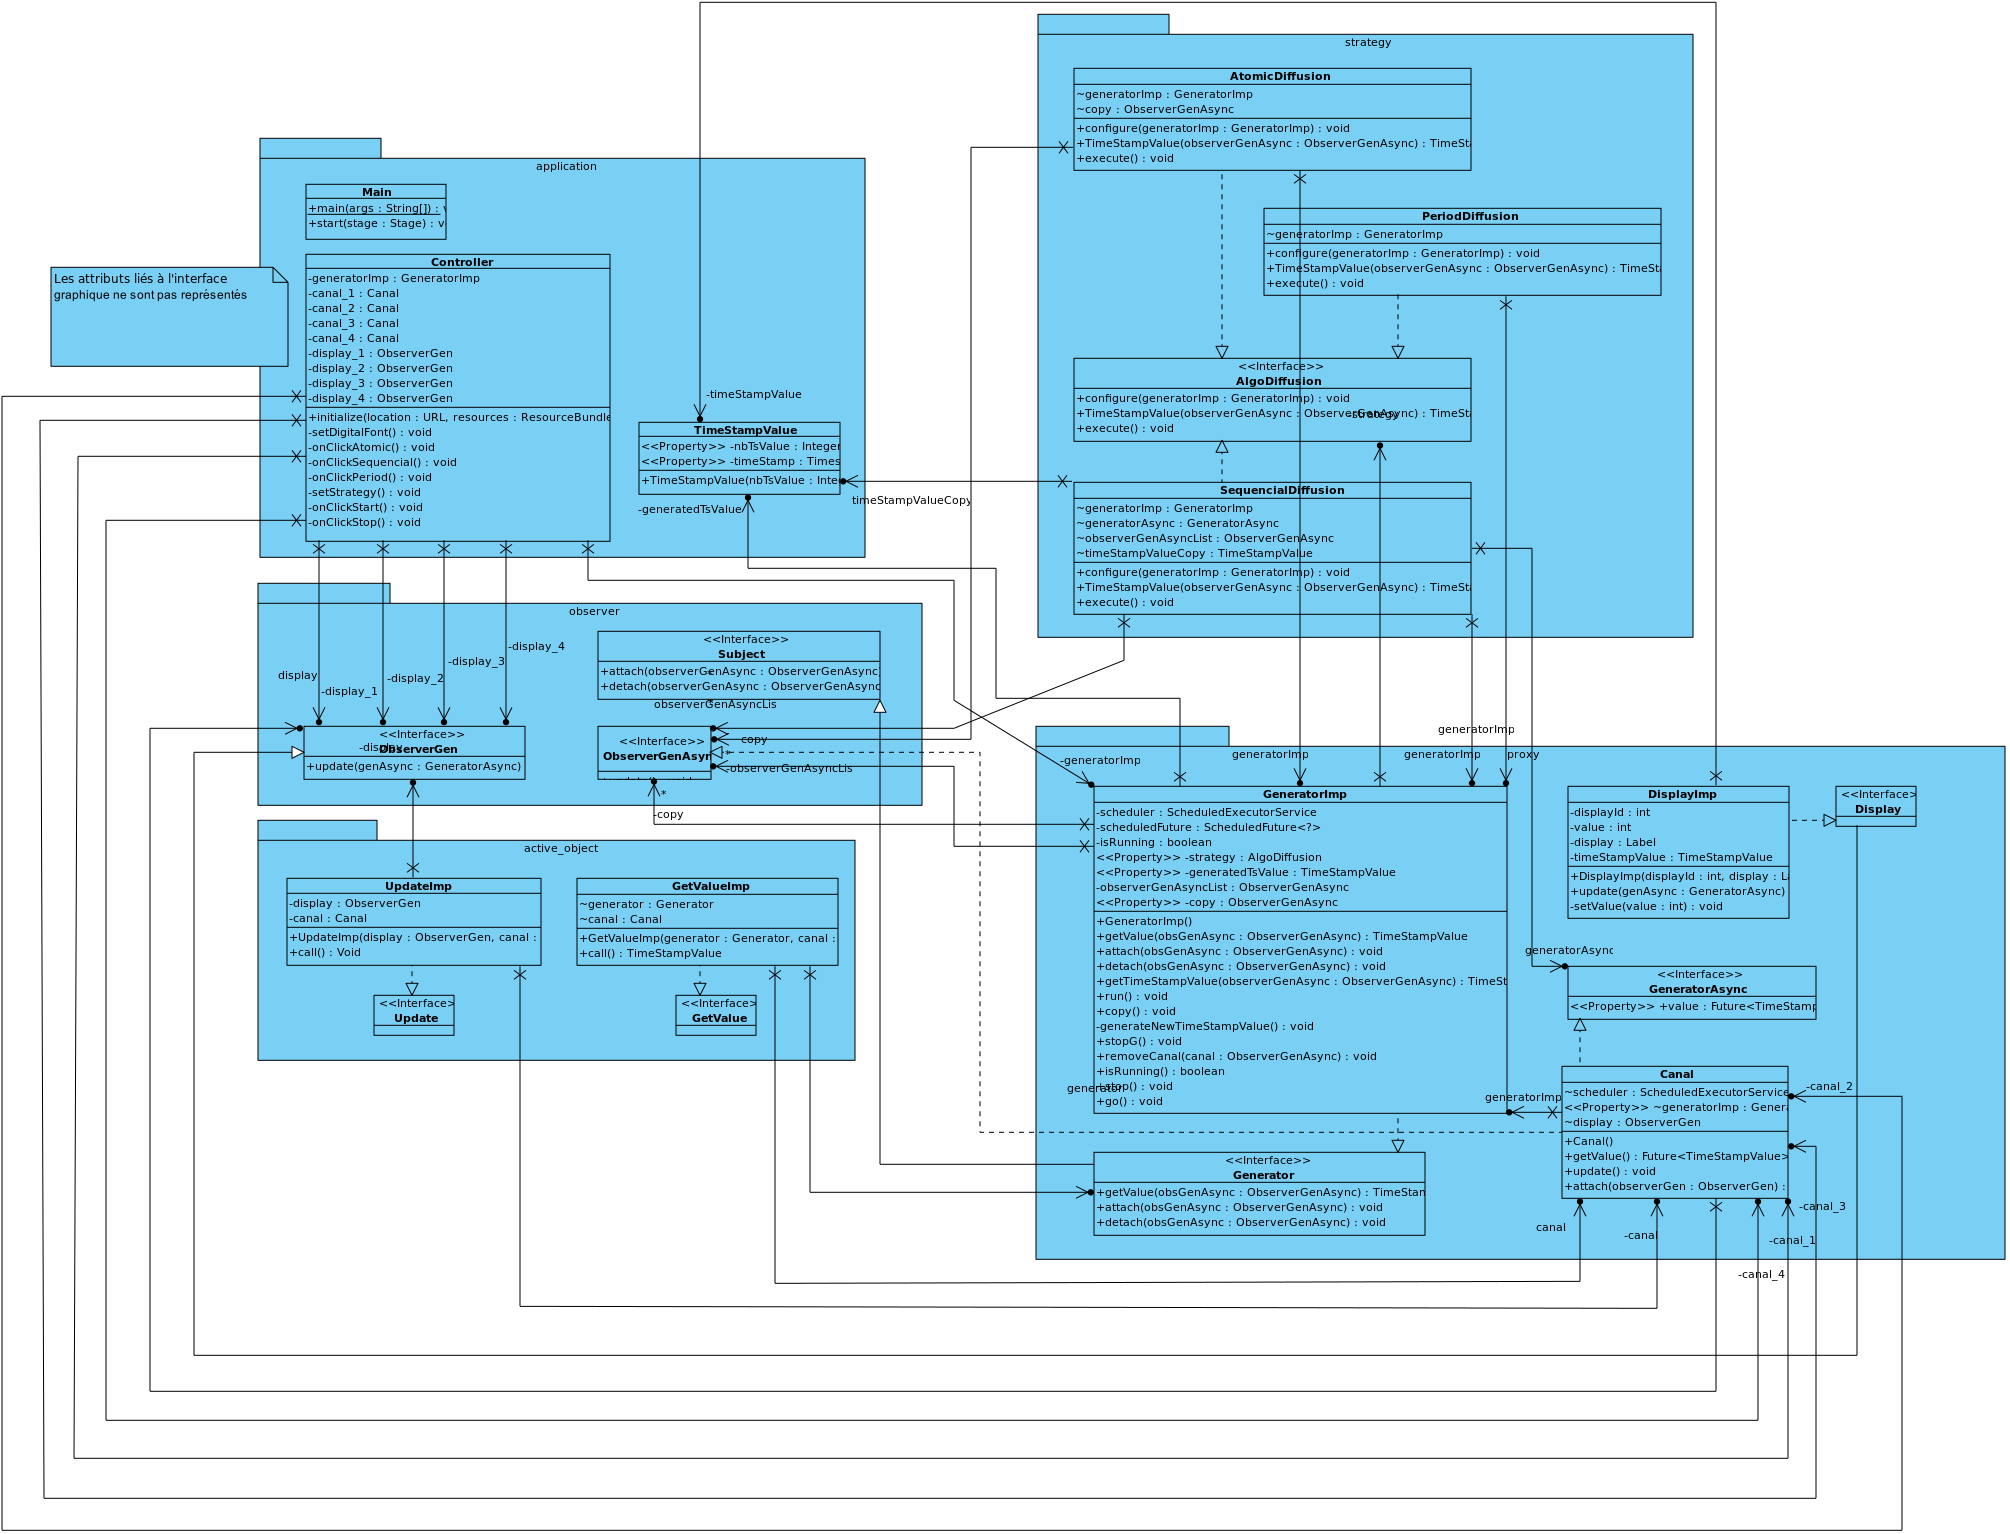 strategy
AtomicDiffusion
~generatorImp : GeneratorImp
~copy : ObserverGenAsync
+configure(generatorImp : GeneratorImp) : void
+TimeStampValue(observerGenAsync : ObserverGenAsync) : TimeSta
+execute() : void
PeriodDiffusion
~generatorImp : GeneratorImp
+configure(generatorImp : GeneratorImp) : void
+TimeStampValue(observerGenAsync : ObserverGenAsync) : TimeSta
+execute() : void
<<Interface>>
AlgoDiffusion
+configure(generatorImp : GeneratorImp) : void
+TimeStampValue(observerGenAsync : ObserverGenAsync) : TimeSta
-strategy
+execute() : void
SequencialDiffusion
~generatorImp : GeneratorImp
~generatorAsync : GeneratorAsync
~observerGenAsyncList : ObserverGenAsync
~timeStampValueCopy : TimeStampValue
+configure(generatorImp : GeneratorImp) : void
+TimeStampValue(observerGenAsync : ObserverGenAsync) : TimeSta
+execute() : void
application
Main
+main(args : String[]) : v
+start(stage : Stage) : v
Les attributs liés à l'interface
graphique ne sont pas représentés
Controller
-generatorImp : GeneratorImp
-canal_1 : Canal
-canal_2 : Canal
-canal_3 : Canal
-canal_4 : Canal
-display_1 : ObserverGen
-display_2 : ObserverGen
-display_3 : ObserverGen
-display_4 : ObserverGen
+initialize(location : URL, resources : ResourceBundle
-setDigitalFont() : void
-onClickAtomic() : void
-onClickSequencial() : void
-onClickPeriod() : void
-setStrategy() : void
-onClickStart() : void
-onClickStop() : void
-timeStampValue
TimeStampValue
<<Property>> -nbTsValue : Integer
<<Property>> -timeStamp : Times
+TimeStampValue(nbTsValue : Inte
timeStampValueCopy
-generatedTsValue
observer
<<Interface>>
Subject
+attach(observerGenAsync : ObserverGenAsync)
+detach(observerGenAsync : ObserverGenAsync
observerGenAsyncLis
display
-display_1
-display_2
-display_3
-display_4
<<Interface>>
-display
ObserverGen
+update(genAsync : GeneratorAsync)
<<Interface>>
ObserverGenAsyn
copy
*
-observerGenAsyncLis
*
-copy
active_object
UpdateImp
-display : ObserverGen
-canal : Canal
+UpdateImp(display : ObserverGen, canal :
+call() : Void
GetValueImp
~generator : Generator
~canal : Canal
+GetValueImp(generator : Generator, canal :
+call() : TimeStampValue
<<Interface>
Update
<<Interface>
GetValue
generatorImp
-generatorImp
generatorImp
generatorImp
proxy
GeneratorImp
-scheduler : ScheduledExecutorService
-scheduledFuture : ScheduledFuture<?>
-isRunning : boolean
<<Property>> -strategy : AlgoDiffusion
<<Property>> -generatedTsValue : TimeStampValue
-observerGenAsyncList : ObserverGenAsync
<<Property>> -copy : ObserverGenAsync
+GeneratorImp()
+getValue(obsGenAsync : ObserverGenAsync) : TimeStampValue
+attach(obsGenAsync : ObserverGenAsync) : void
+detach(obsGenAsync : ObserverGenAsync) : void
+getTimeStampValue(observerGenAsync : ObserverGenAsync) : TimeSt
+run() : void
+copy() : void
-generateNewTimeStampValue() : void
+stopG() : void
+removeCanal(canal : ObserverGenAsync) : void
+isRunning() : boolean
+stop() : void
generator
+go() : void
DisplayImp
-displayId : int
-value : int
-display : Label
-timeStampValue : TimeStampValue
+DisplayImp(displayId : int, display : La
+update(genAsync : GeneratorAsync)
-setValue(value : int) : void
<<Interface>
Display
generatorAsync
<<Interface>>
GeneratorAsync
<<Property>> +value : Future<TimeStamp
Canal
~scheduler : ScheduledExecutorService
<<Property>> ~generatorImp : Genera
~display : ObserverGen
+Canal()
+getValue() : Future<TimeStampValue>
+update() : void
+attach(observerGen : ObserverGen) :
generatorImp
-canal_2
<<Interface>>
Generator
+getValue(obsGenAsync : ObserverGenAsync) : TimeStam
+attach(obsGenAsync : ObserverGenAsync) : void
+detach(obsGenAsync : ObserverGenAsync) : void
canal
-canal
-canal_3
-canal_1
-canal_4